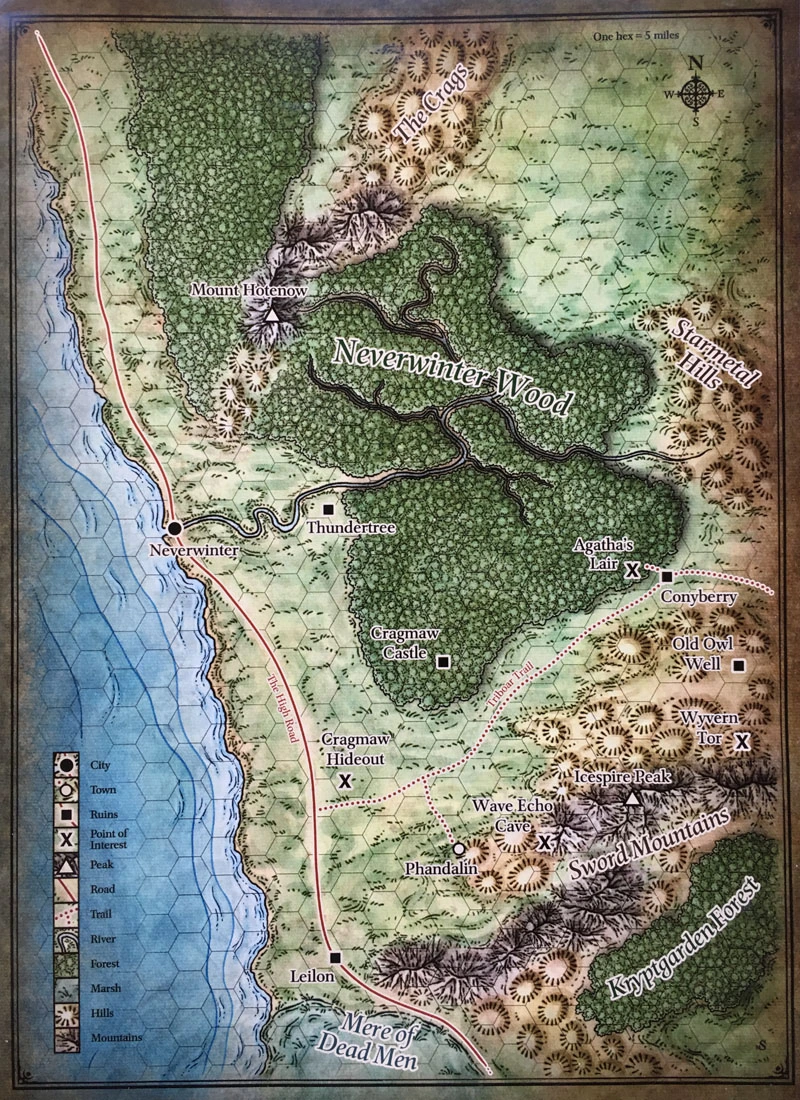 One hex = 5 miles
N
W E
S
The Crags
Mount Hotenow
Neverwinter Wood
Starmetal
Hills
Thundertree
Neverwinter
Agatha's
Lair
X
Conyberry
Cragmaw
Castle
Old Owl
Well
Triboar Trail
The High Road
Wyvern
Tor
X
Cragmaw
Hideout
X
Icespire Peak
Wave Echo
Cave
X
Sword Mountains
Phandalin
Kryptgarden Forest
Leilon
Mere of
Dead Men
City
Town
Ruins
X
Point of
Interest
Peak
Road
Trail
River
Forest
Marsh
Hills
Mountains